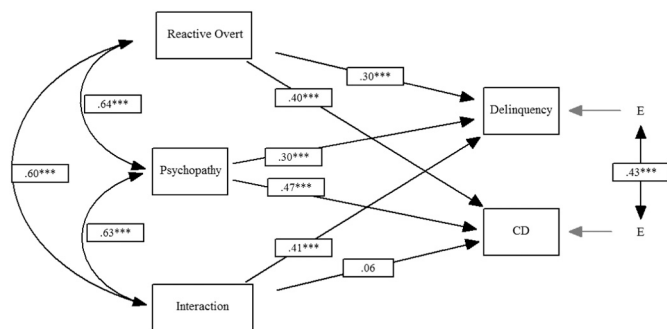 Reactive Overt
.30***
.40***
Delinquency
E
.64***
.60***
Psychopathy
.30***
.47***
.43***
.63***
.41***
CD
E
.06
Interaction